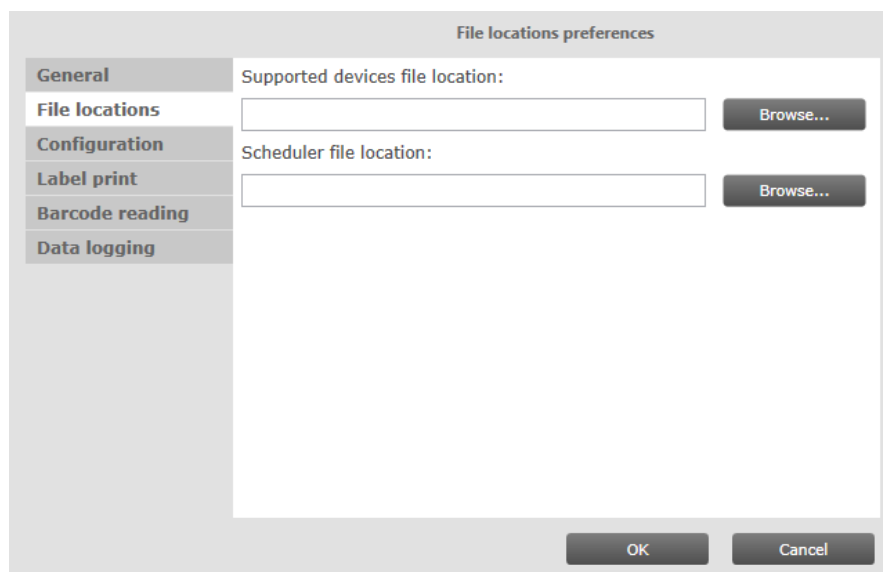 File locations preferences
General
File locations
Configuration
Label print
Barcode reading
Data logging
Supported devices file location:
Browse...
Scheduler file location:
Browse...
OK
Cancel